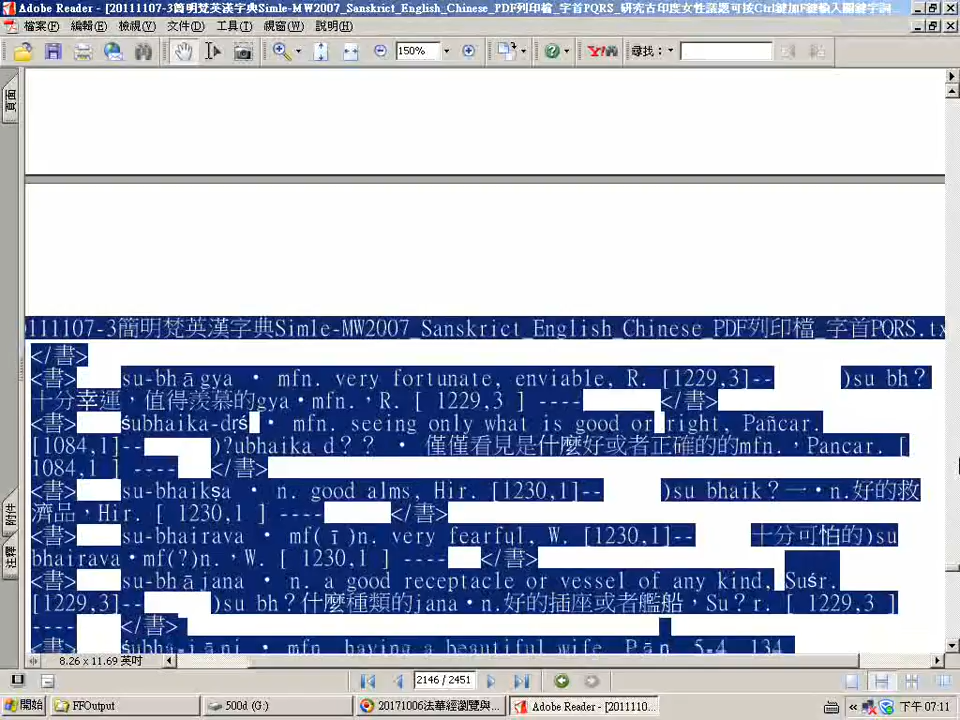 Adobe Reader - [20111107-3簡明梵英漢字典Simle-MW2007_Sanskrict_English_Chinese_PDF列印檔_字首PQRS_研究古印度女性議題可按Ctrl鍵加F鍵輸入關鍵字詞
檔案(F) 編輯(E) 檢視(V) 文件(D) 工具(T) 視窗(W) 說明(H)
150% Y! 尋找:
頁面
0111107-3簡明梵英漢字典Simle-MW2007_Sanskrict_English_Chinese_PDF列印檔_字首PQRS.tx
</書>
<書> su-bhāgya • mfn. very fortunate, enviable, R. [1229,3]-- )su bh?
十分幸運，值得羨慕的gya•mfn.，R. [ 1229,3 ] ---- </書>
<書> śubhaika-dṛś • mfn. seeing only what is good or right, Pañcar.
[1084,1]-- )?ubhaika d?? • 僅僅看見是什麼好或者正確的的mfn.，Pancar. [
1084,1 ] ---- </書>
<書> su-bhaikṣa • n. good alms, Hir. [1230,1]-- )su bhaik?一•n.好的救
濟品，Hir. [ 1230,1 ] ---- </書>
<書> su-bhairava • mf(ī)n. very fearful, W. [1230,1]-- 十分可怕的)su
bhairava•mf(?)n.，W. [ 1230,1 ] ---- </書>
<書> su-bhājana • n. a good receptacle or vessel of any kind, Suśr.
[1229,3]-- )su bh?什麼種類的jana•n.好的插座或者艦船，Su?r. [ 1229,3 ]
---- </書>
<書> śubha-jāni • mfn. having a beautiful wife, Pāṇ. 5-4, 134
附件
注釋
8.26 x 11.69 英吋
2146 / 2451
開始 FFOutput 500d (G:) 20171006法華經瀏覽與... Adobe Reader - [2011110... 下午 07:11